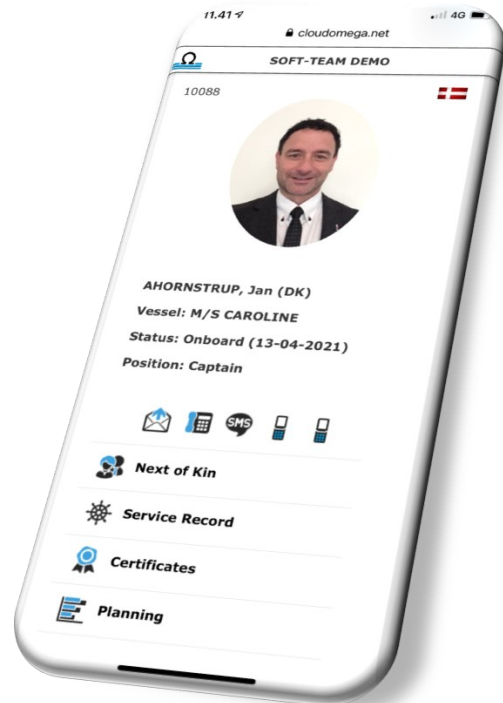 11.41
4G
cloudomega.net
Ω
SOFT-TEAM DEMO
10088
AHORNSTRUP, Jan (DK)
Vessel: M/S CAROLINE
Status: Onboard (13-04-2021)
Position: Captain
SMS
Next of Kin
Service Record
Certificates
Planning